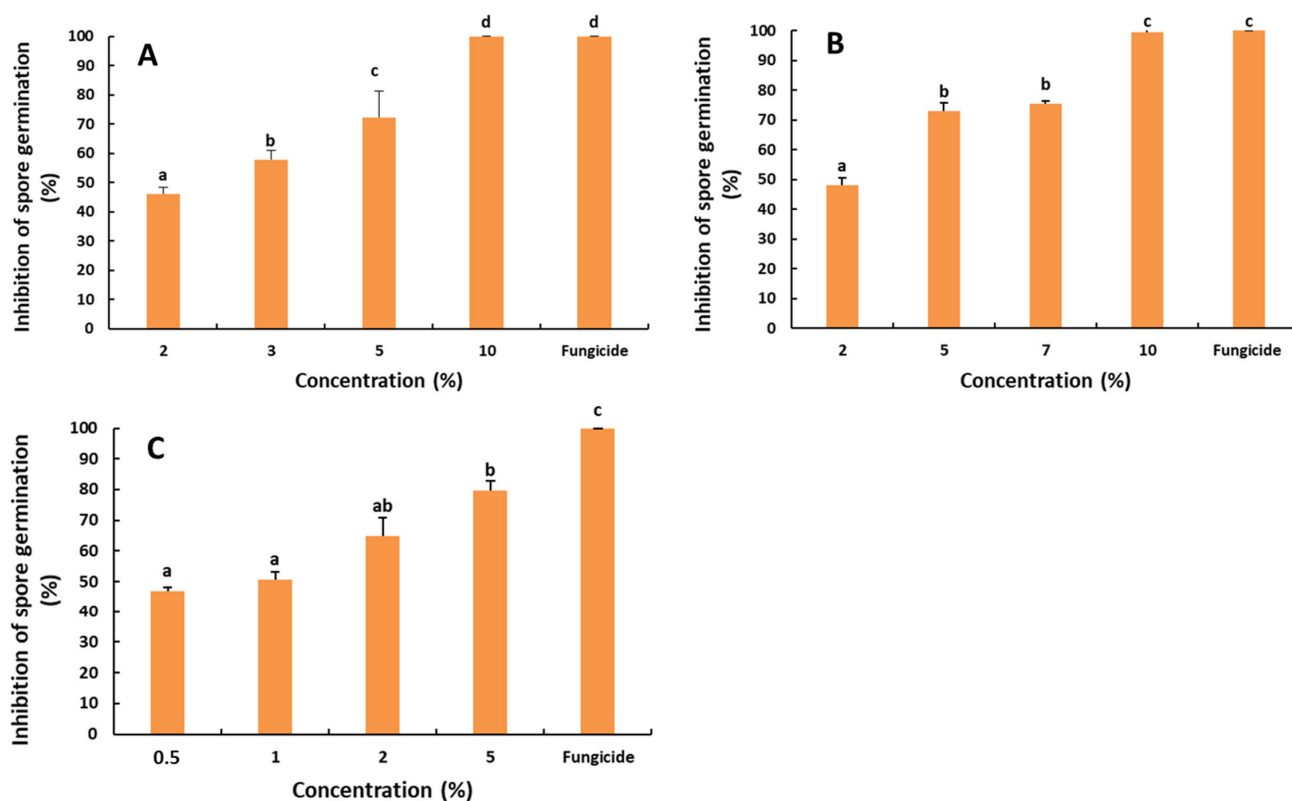 A
Inhibition of spore germination
(%)
100
90
80
70
60
50
40
30
20
10
0
a
b
c
d
d
2 3 5 10 Fungicide
Concentration (%)
B
Inhibition of spore germination
(%)
100
90
80
70
60
50
40
30
20
10
0
a
b
b
c
c
2 5 7 10 Fungicide
Concentration (%)
C
Inhibition of spore germination
(%)
100
90
80
70
60
50
40
30
20
10
0
a
a
ab
b
c
0.5 1 2 5 Fungicide
Concentration (%)